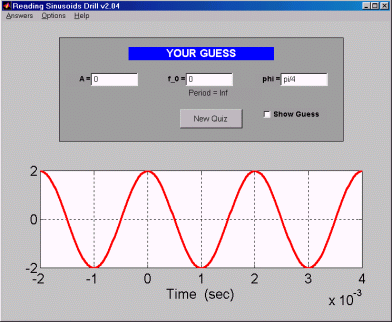 Reading Sinusoids Drill v2.04
Answers Options Help
YOUR GUESS
A = 0 f_0 = 0 phi = pi/4
Period = Inf
New Quiz Show Guess
2
0
-2
-2 -1 0 1 2 3 4
Time (sec)
x 10^-3